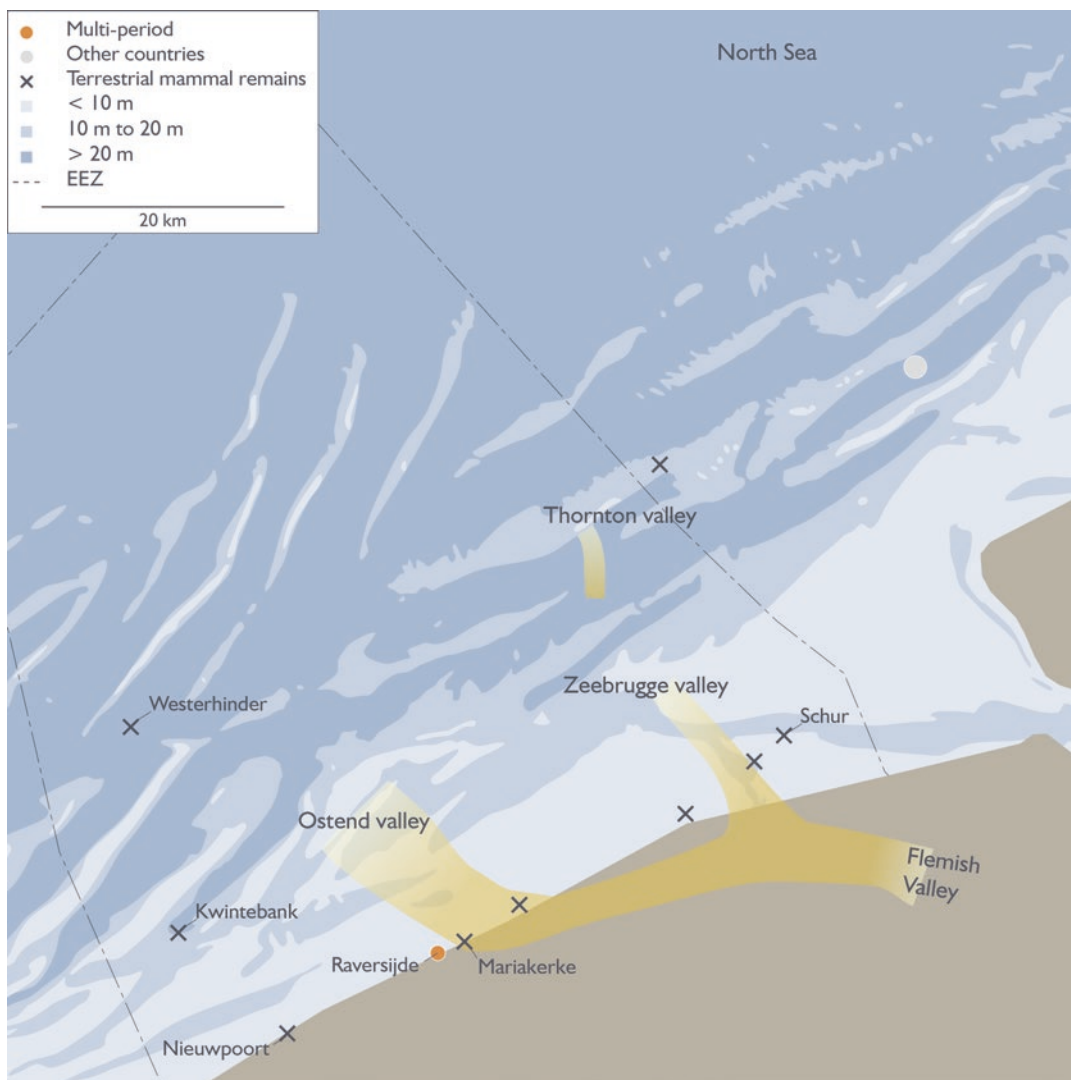 Multi-period
Other countries
Terrestrial mammal remains
< 10 m
10 m to 20 m
> 20 m
EEZ
20 km
North Sea
Thornton valley
Zeebrugge valley
Westerhinder
Schur
Ostend valley
Flemish
Valley
Kwintebank
Raversijde
Mariakerke
Nieuwpoort